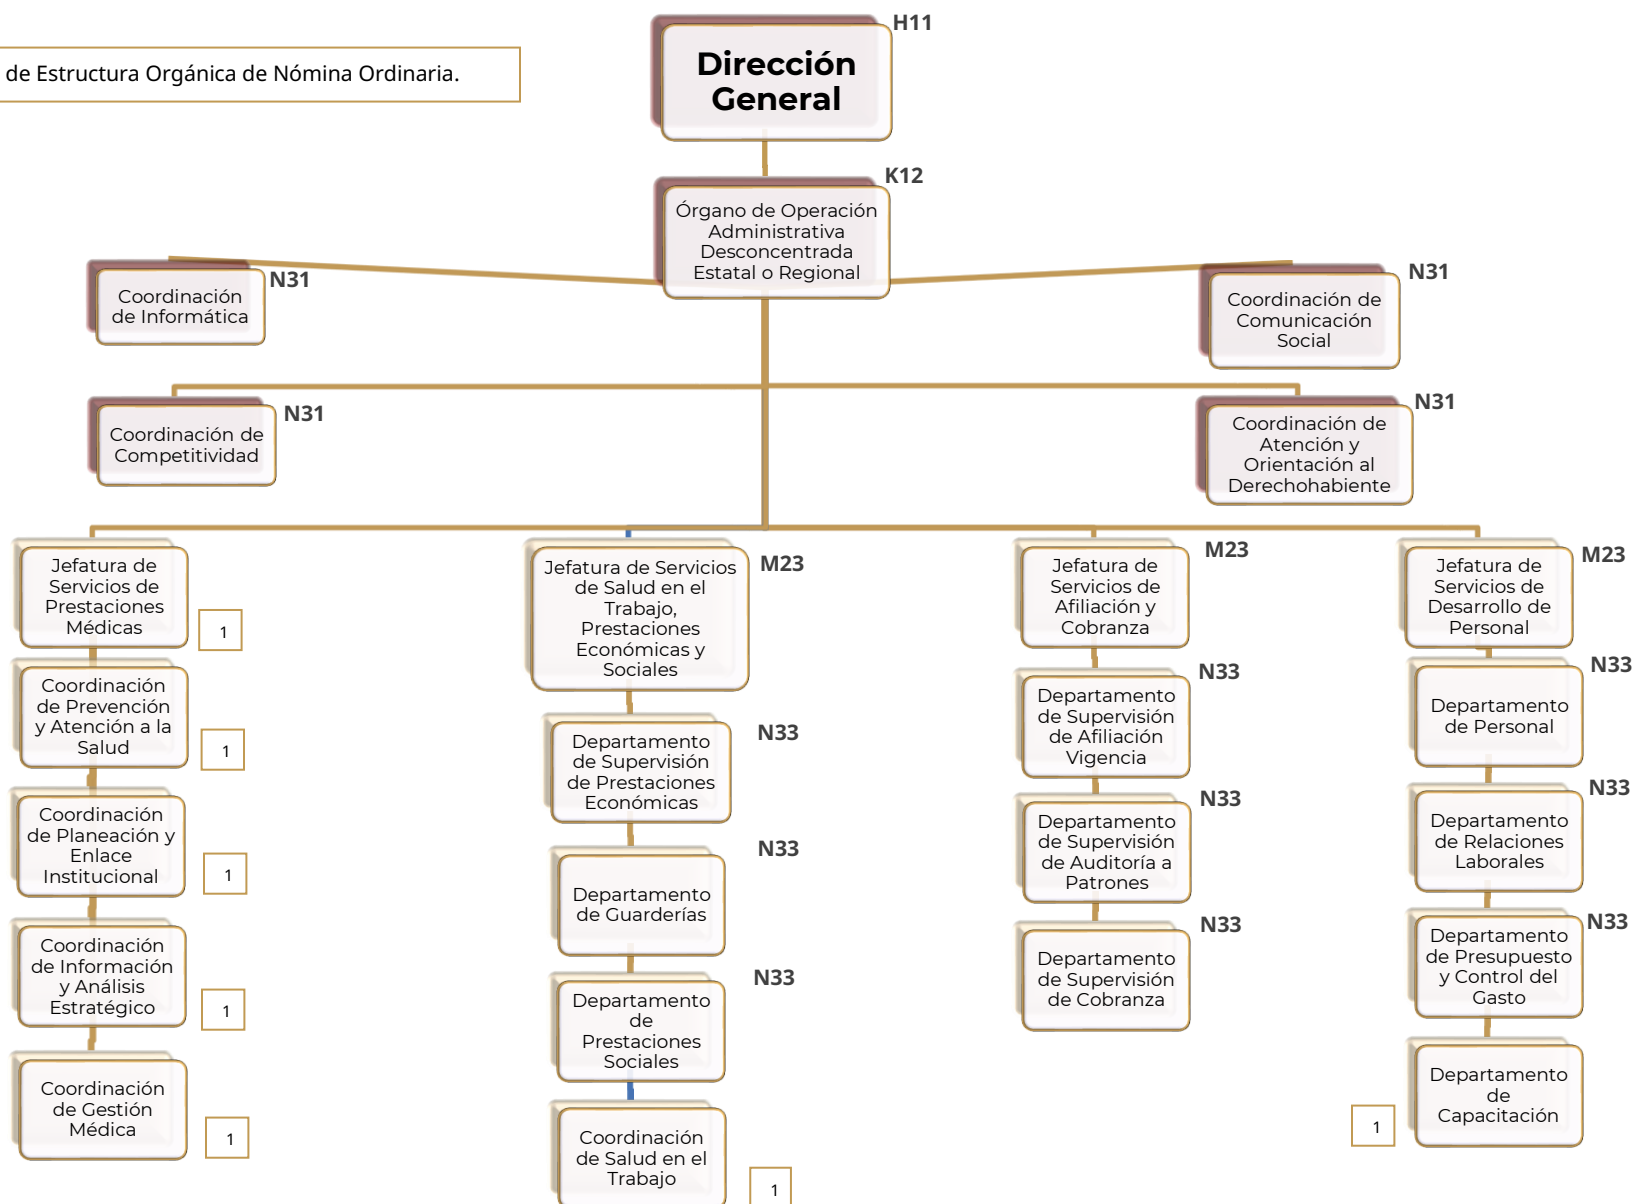 H11
de Estructura Orgánica de Nómina Ordinaria.
Dirección
General
K12
Órgano de Operación
Administrativa
Desconcentrada
Estatal o Regional
N31
Coordinación
de Informática
N31
Coordinación de
Comunicación
Social
N31
Coordinación de
Competitividad
N31
Coordinación de
Atención y
Orientación al
Derechohabiente
Jefatura de
Servicios de
Prestaciones
Médicas
1
Coordinación
de Prevención
y Atención a la
Salud
1
Coordinación
de Planeación y
Enlace
Institucional
1
Coordinación
de Información
y Análisis
Estratégico
1
Coordinación
de Gestión
Médica
1
M23
Jefatura de Servicios
de Salud en el
Trabajo,
Prestaciones
Económicas y
Sociales
N33
Departamento
de Supervisión
de Prestaciones
Económicas
N33
Departamento
de Guarderías
N33
Departamento
de
Prestaciones
Sociales
Coordinación
de Salud en el
Trabajo
1
M23
Jefatura de
Servicios de
Afiliación y
Cobranza
N33
Departamento
de Supervisión
de Afiliación
Vigencia
N33
Departamento
de Supervisión
de Auditoría a
Patrones
N33
Departamento
de Supervisión
de Cobranza
M23
Jefatura de
Servicios de
Desarrollo de
Personal
N33
Departamento
de Personal
N33
Departamento
de Relaciones
Laborales
N33
Departamento
de Presupuesto
y Control del
Gasto
Departamento
de
Capacitación
1